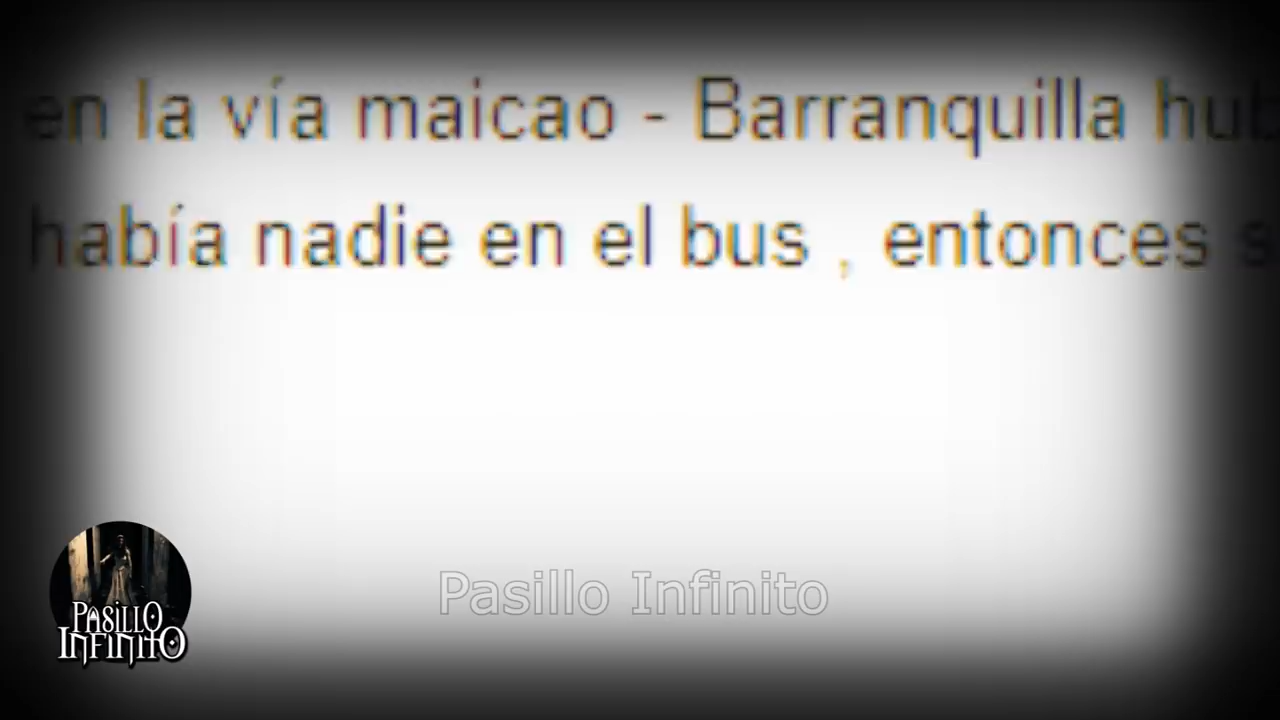 en la vía maicao - Barranquilla
había nadie en el bus , entonces
Pasillo Infinito
PASILLO
INFINITO